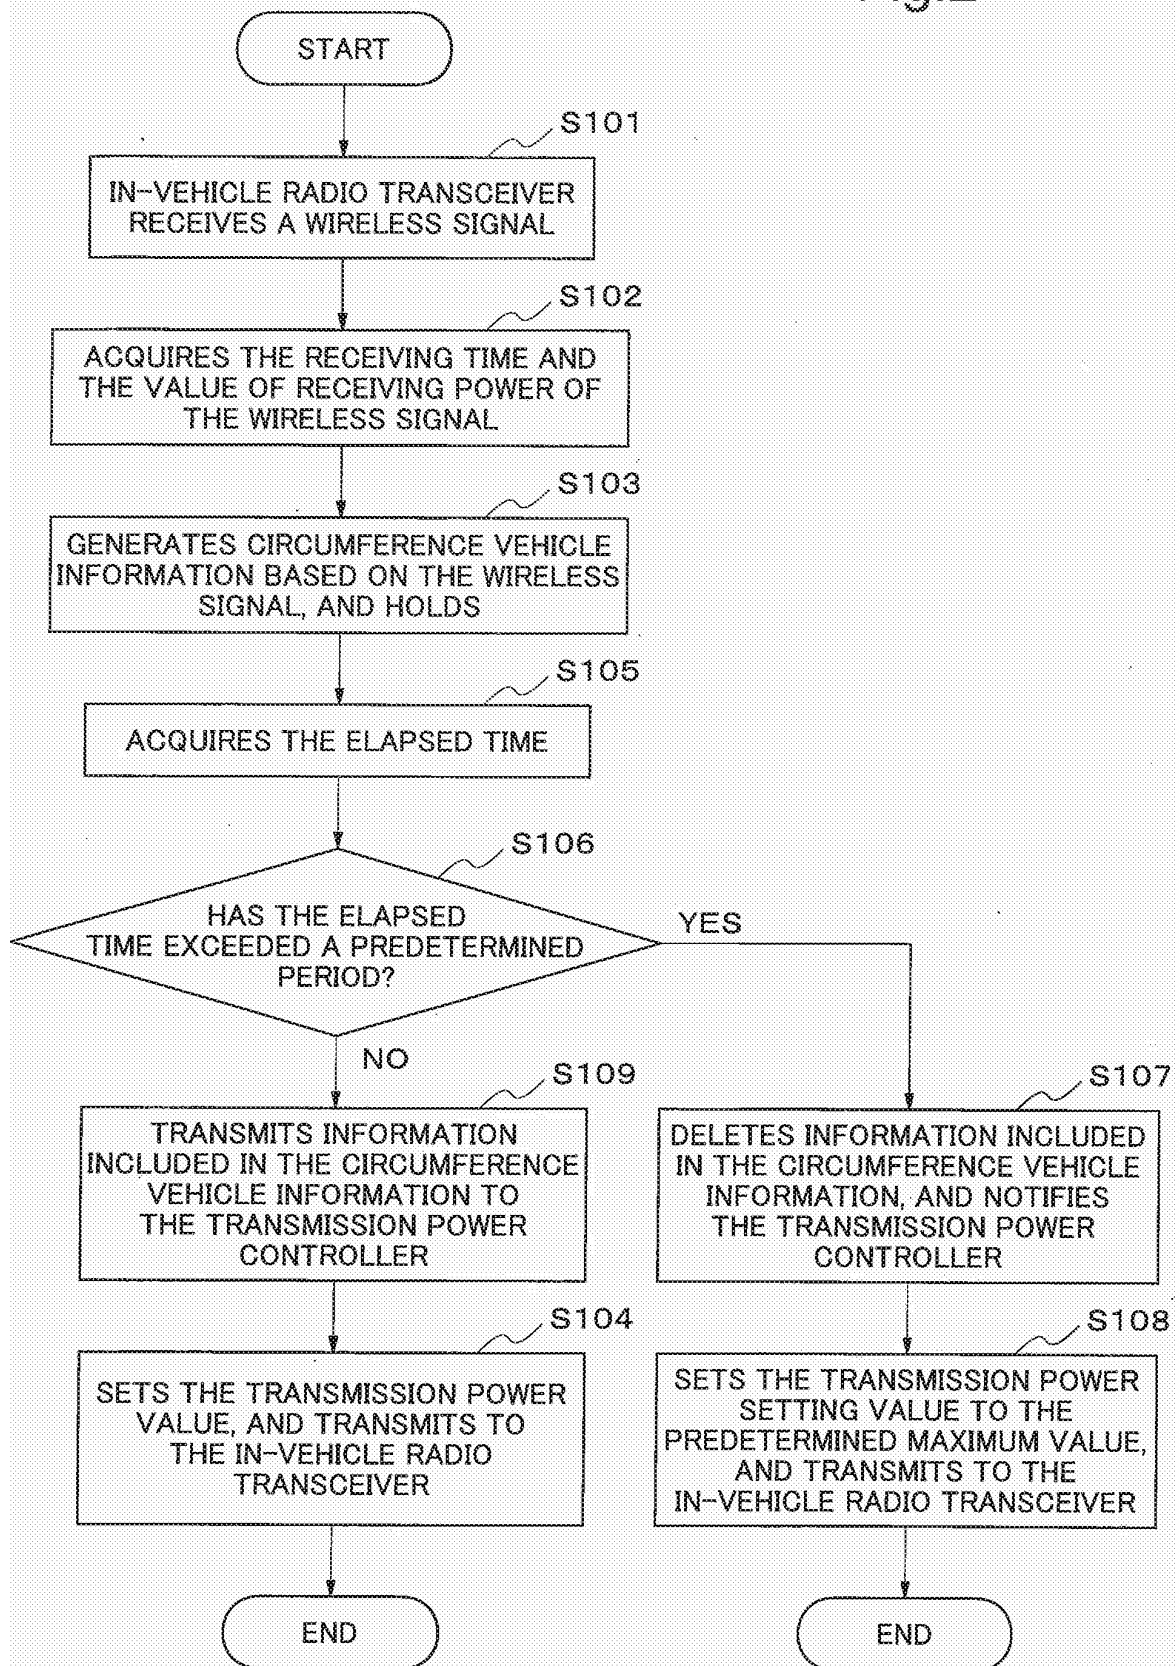 START
S101
IN-VEHICLE RADIO TRANSCEIVER
RECEIVES A WIRELESS SIGNAL
S102
ACQUIRES THE RECEIVING TIME AND
THE VALUE OF RECEIVING POWER OF
THE WIRELESS SIGNAL
S103
GENERATES CIRCUMFERENCE VEHICLE
INFORMATION BASED ON THE WIRELESS
SIGNAL, AND HOLDS
S105
ACQUIRES THE ELAPSED TIME
S106
HAS THE ELAPSED
TIME EXCEEDED A PREDETERMINED
PERIOD?
YES
NO
S109
TRANSMITS INFORMATION
INCLUDED IN THE CIRCUMFERENCE
VEHICLE INFORMATION TO
THE TRANSMISSION POWER
CONTROLLER
S107
DELETES INFORMATION INCLUDED
IN THE CIRCUMFERENCE VEHICLE
INFORMATION, AND NOTIFIES
THE TRANSMISSION POWER
CONTROLLER
S104
SETS THE TRANSMISSION POWER
VALUE, AND TRANSMITS TO
THE IN-VEHICLE RADIO
TRANSCEIVER
S108
SETS THE TRANSMISSION POWER
SETTING VALUE TO THE
PREDETERMINED MAXIMUM VALUE,
AND TRANSMITS TO THE
IN-VEHICLE RADIO TRANSCEIVER
END
END